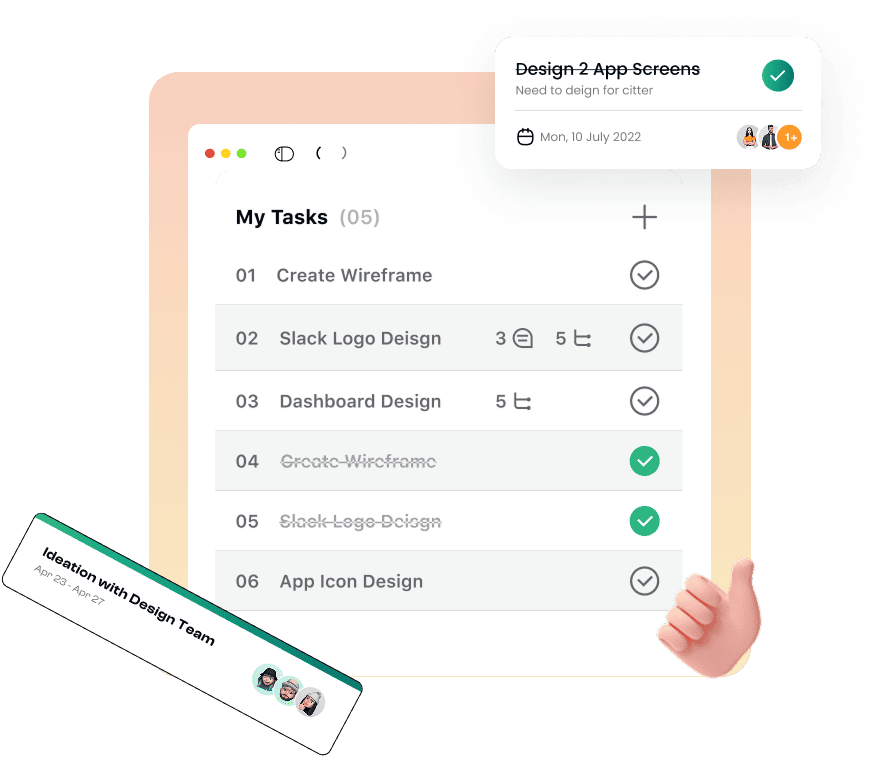 Design 2 App Screens
Need to deign for citter
Mon, 10 July 2022
1+
My Tasks (05)
01 Create Wireframe
02 Slack Logo Deisgn 3 5
03 Dashboard Design 5
04 Create Wireframe
05 Slack Logo Deisgn
06 App Icon Design
Ideation with Design Team
Apr 23 - Apr 27